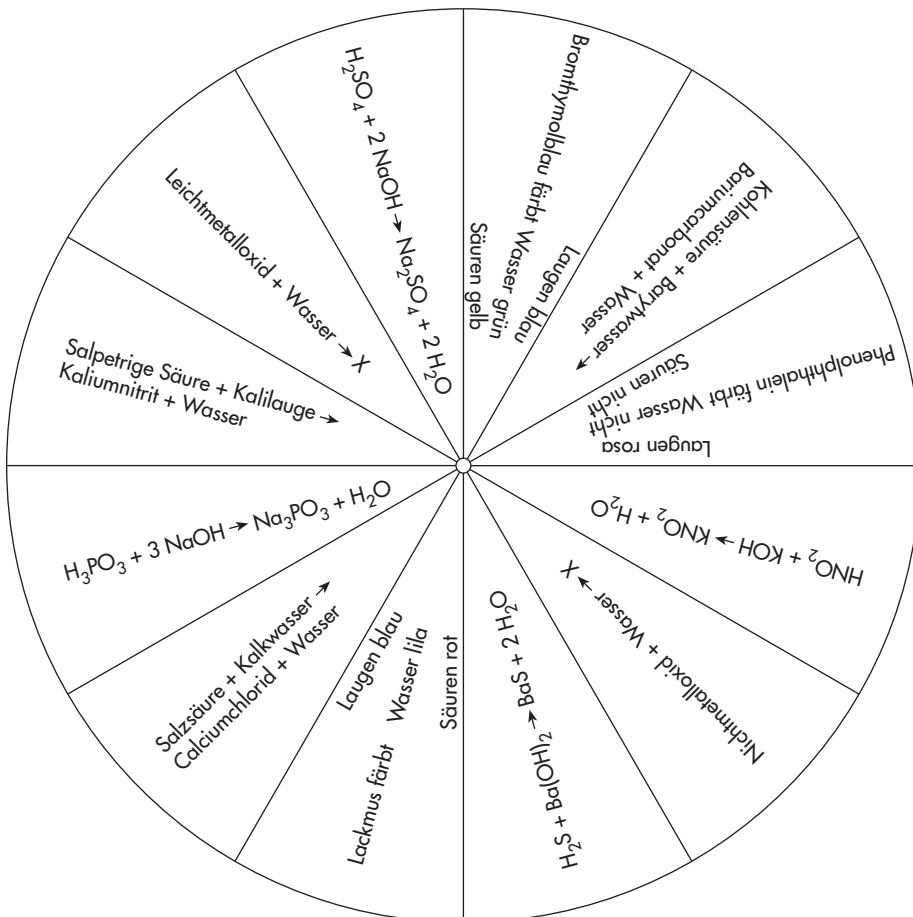 H₂SO₄ + 2 NaOH → Na₂SO₄ + 2 H₂O
Bromthymolblau färbt Wasser grün
Laugen blau
Säuren gelb
Kohlensäure + Barytwasser →
Bariumcarbonat + Wasser
Phenolphthalein färbt Wasser nicht
Säuren nicht
Laugen rosa
HNO₂ + KOH → KNO₂ + H₂O
Nichtmetalloxid + Wasser → X
H₂S + Ba(OH)₂ → BaS + 2 H₂O
Lackmus färbt
Laugen blau
Wasser lila
Säuren rot
Salzsäure + Kalkwasser →
Calciumchlorid + Wasser
H₃PO₃ + 3 NaOH → Na₃PO₃ + H₂O
Salpetrige Säure + Kalilauge →
Kaliumnitrit + Wasser
Leichtmetalloxid + Wasser → X